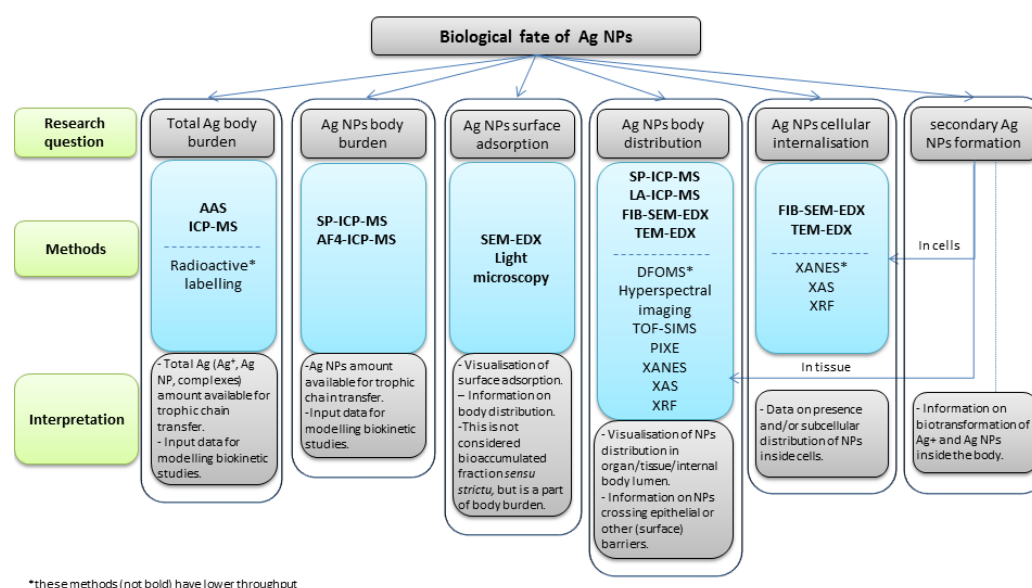 Biological fate of Ag NPs
Research
question
Methods
Interpretation
Total Ag body
burden
AAS
ICP-MS
Radioactive*
labelling
- Total Ag (Ag⁺, Ag
NP, complexes)
amount available for
trophic chain
transfer.
- Input data for
modelling biokinetic
studies.
Ag NPs body
burden
SP-ICP-MS
AF4-ICP-MS
-Ag NPs amount
available for trophic
chain transfer.
-Input data for
modelling biokinetic
studies.
Ag NPs surface
adsorption
SEM-EDX
Light
microscopy
-Visualisation of
surface adsorption.
– Information on
body distribution.
-This is not
considered
bioaccumulated
fraction sensu
strictu, but is a part
of body burden.
Ag NPs body
distribution
SP-ICP-MS
LA-ICP-MS
FIB-SEM-EDX
TEM-EDX
DFOMS*
Hyperspectral
imaging
TOF-SIMS
PIXE
XANES
XAS
XRF
- Visualisation of NPs
distribution in
organ/tissue/internal
body lumen.
- Information on NPs
crossing epithelial or
other (surface)
barriers.
Ag NPs cellular
internalisation
FIB-SEM-EDX
TEM-EDX
XANES*
XAS
XRF
- Data on presence
and/or subcellular
distribution of NPs
inside cells.
secondary Ag
NPs formation
In cells
In tissue
- Information on
biotransformation of
Ag+ and Ag NPs
inside the body.
*these methods (not bold) have lower throughput